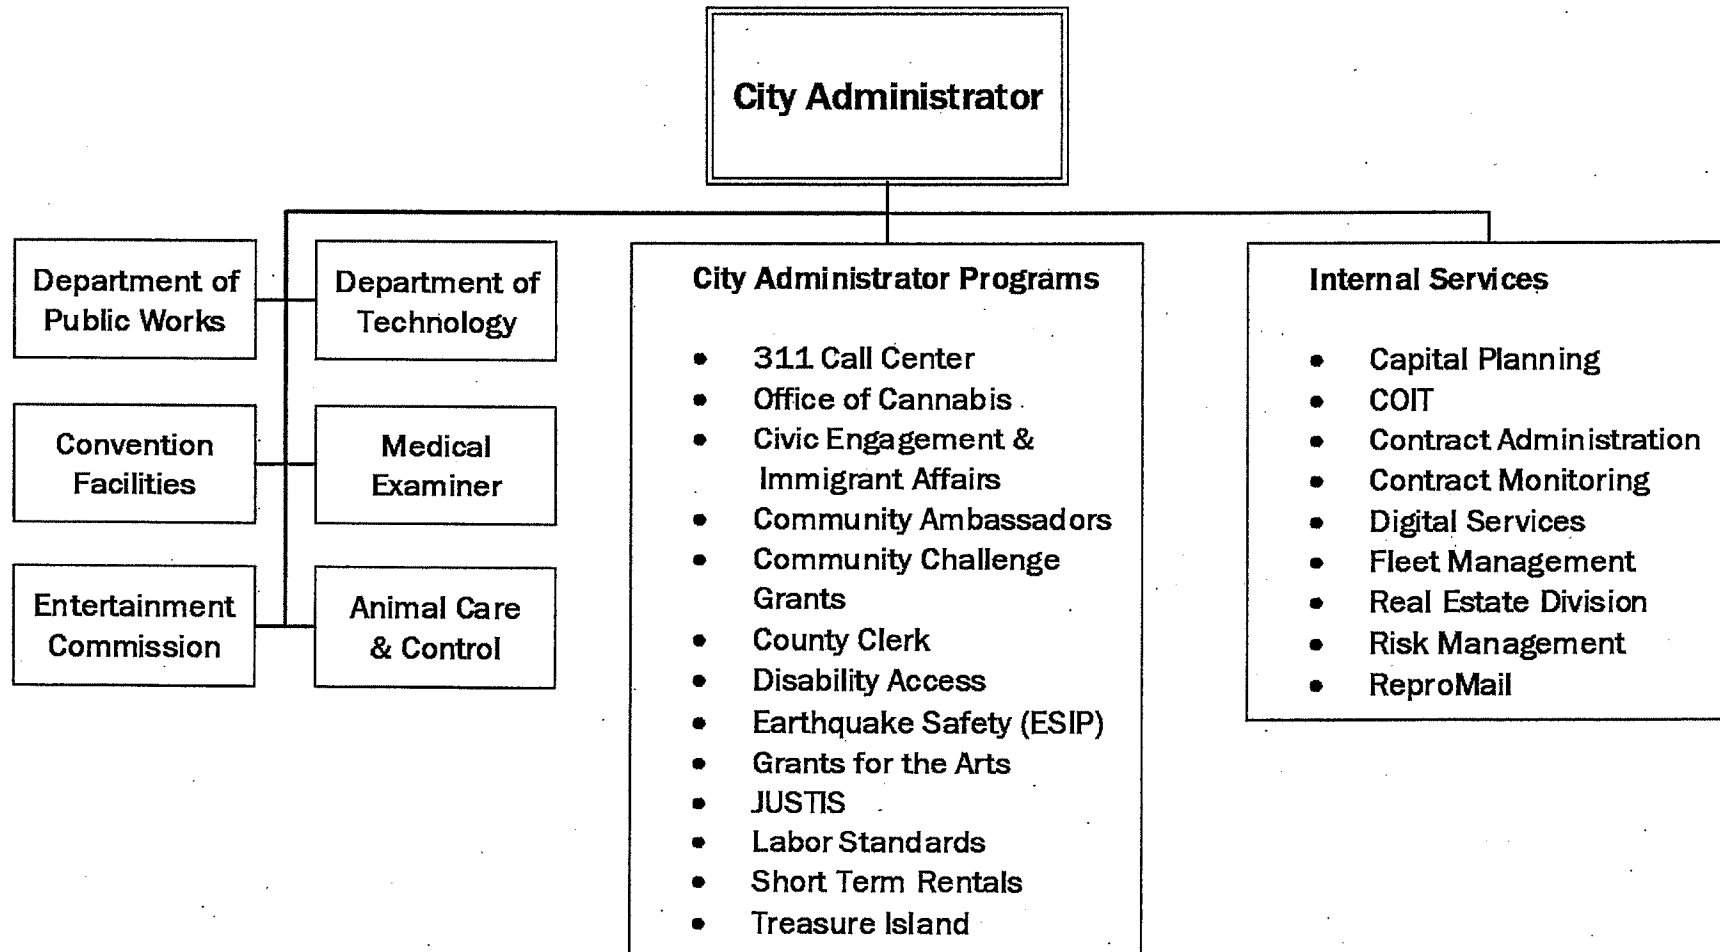 City Administrator
Department of
Public Works
Department of
Technology
Convention
Facilities
Medical
Examiner
Entertainment
Commission
Animal Care
& Control
City Administrator Programs
• 311 Call Center
• Office of Cannabis
• Civic Engagement &
Immigrant Affairs
• Community Ambassadors
• Community Challenge
Grants
• County Clerk
• Disability Access
• Earthquake Safety (ESIP)
• Grants for the Arts
• JUSTIS
• Labor Standards
• Short Term Rentals
• Treasure Island
Internal Services
• Capital Planning
• COIT
• Contract Administration
• Contract Monitoring
• Digital Services
• Fleet Management
• Real Estate Division
• Risk Management
• ReproMail